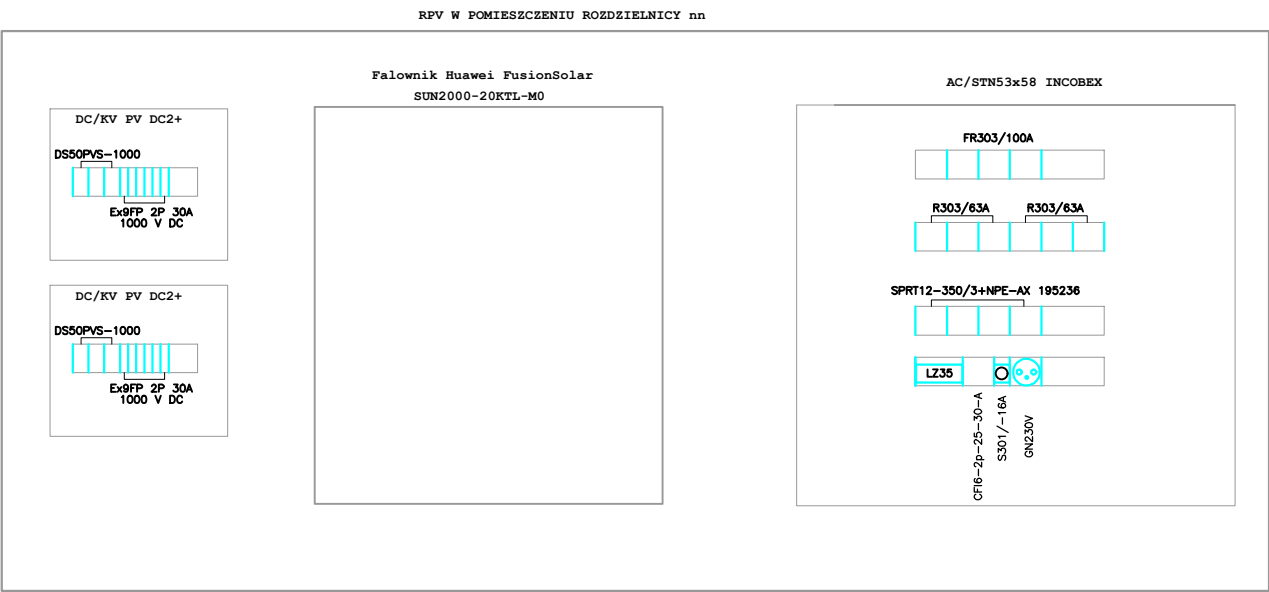 RPV W POMIESZCZENIU ROZDZIELNICY nn
Falownik Huawei FusionSolar
SUN2000-20KTL-M0
AC/STN53x58 INCOBEX
DC/KV PV DC2+
DS50PVS-1000
Ex9FP 2P 30A
1000 V DC
DC/KV PV DC2+
DS50PVS-1000
Ex9FP 2P 30A
1000 V DC
FR303/100A
R303/63A R303/63A
SPRT12-350/3+NPE-AX 195236
LZ35
CFI6-2p-25-30-A
S301/-16A
GN230V